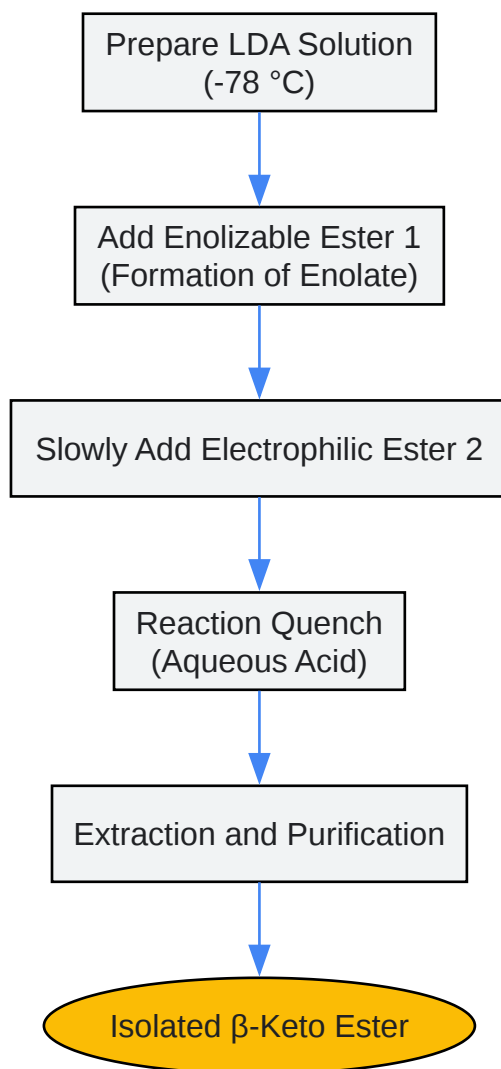 Prepare LDA Solution
(-78 °C)
Add Enolizable Ester 1
(Formation of Enolate)
Slowly Add Electrophilic Ester 2
Reaction Quench
(Aqueous Acid)
Extraction and Purification
Isolated β-Keto Ester